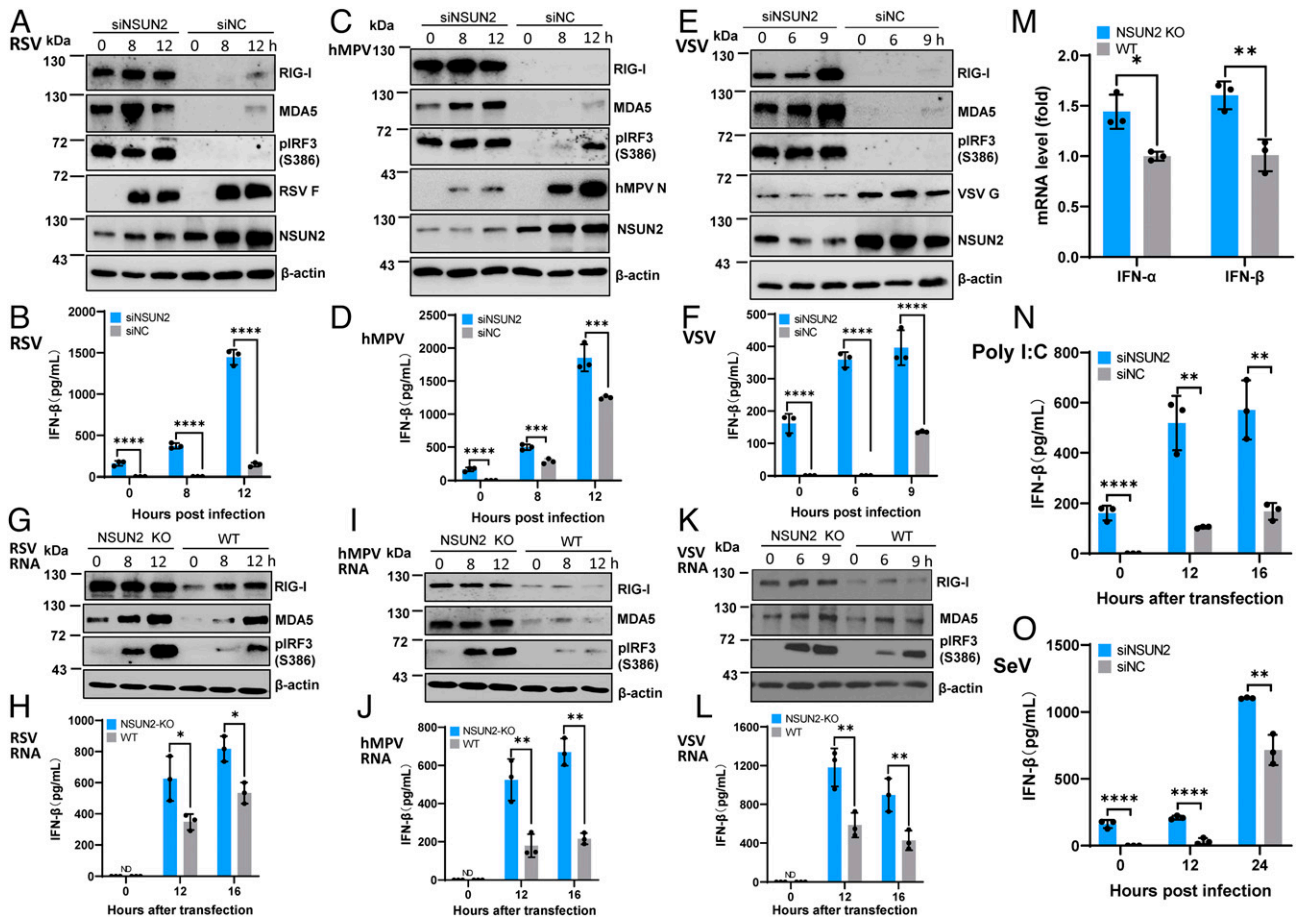 A
RSV
kDa
siNSUN2 siNC
0 8 12 0 8 12 h
130
RIG-I
130
MDA5
72
pIRF3
(S386)
72
RSV F
130
NSUN2
43
β-actin
C
hMPV
kDa
siNSUN2 siNC
0 8 12 0 8 12 h
130
RIG-I
130
MDA5
72
pIRF3
(S386)
43
hMPV N
130
NSUN2
43
β-actin
E
VSV
kDa
siNSUN2 siNC
0 6 9 0 6 9 h
130
RIG-I
130
MDA5
72
pIRF3
(S386)
72
VSV G
130
NSUN2
43
β-actin
M
NSUN2 KO
WT
* **
mRNA level (fold)
1.5
1.0
0.5
0.0
IFN-α IFN-β
B
RSV
siNSUN2
siNC
IFN-β(pg/mL)
2000
1500
1000
500
0
**** **** ****
0 8 12
Hours post infection
D
hMPV
siNSUN2
siNC
IFN-β(pg/mL)
2500
2000
1500
1000
500
0
**** *** ***
0 8 12
Hours post infection
F
VSV
siNSUN2
siNC
IFN-β(pg/mL)
600
500
400
300
200
100
0
**** **** ****
0 6 9
Hours post infection
N
Poly I:C
siNSUN2
siNC
IFN-β(pg/mL)
800
600
400
200
0
**** ** **
0 12 16
Hours after transfection
G
RSV
RNA
kDa
NSUN2 KO WT
0 8 12 0 8 12 h
130
RIG-I
130
MDA5
72
pIRF3
(S386)
43
β-actin
I
hMPV
RNA
kDa
NSUN2 KO WT
0 8 12 0 8 12 h
130
RIG-I
130
MDA5
72
pIRF3
(S386)
43
β-actin
K
VSV
RNA
kDa
NSUN2 KO WT
0 6 9 0 6 9 h
130
RIG-I
130
MDA5
72
pIRF3
(S386)
43
β-actin
O
SeV
siNSUN2
siNC
IFN-β(pg/mL)
1500
1000
500
0
**** **** **
0 12 24
Hours post infection
H
RSV
RNA
NSUN2-KO
WT
IFN-β(pg/mL)
1000
800
600
400
200
0
ND * *
0 12 16
Hours after transfection
J
hMPV
RNA
NSUN2-KO
WT
IFN-β(pg/mL)
800
600
400
200
0
ND ** **
0 12 16
Hours after transfection
L
VSV
RNA
NSUN2-KO
WT
IFN-β(pg/mL)
1600
1200
900
600
300
0
ND ** **
0 12 16
Hours after transfection